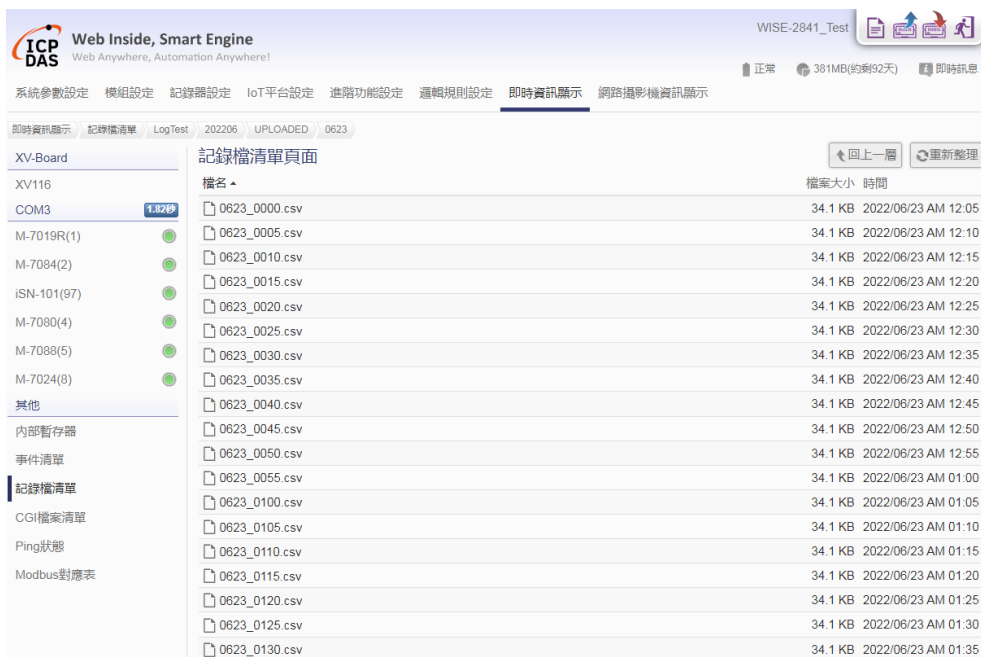 ICP DAS
Web Inside, Smart Engine
Web Anywhere, Automation Anywhere!
WISE-2841_Test
正常 381MB(約剩92天) 即時訊息
系統參數設定 模組設定 記錄器設定 IoT平台設定 進階功能設定 邏輯規則設定 即時資訊顯示 網路攝影機資訊顯示
即時資訊顯示 記錄檔清單 LogTest 202206 UPLOADED 0623
XV-Board
XV116
COM3 1.82秒
M-7019R(1)
M-7084(2)
iSN-101(97)
M-7080(4)
M-7088(5)
M-7024(8)
其他
內部暫存器
事件清單
記錄檔清單
CGI檔案清單
Ping狀態
Modbus對應表
記錄檔清單頁面 回上一層 重新整理
檔名 檔案大小 時間
0623_0000.csv 34.1 KB 2022/06/23 AM 12:05
0623_0005.csv 34.1 KB 2022/06/23 AM 12:10
0623_0010.csv 34.1 KB 2022/06/23 AM 12:15
0623_0015.csv 34.1 KB 2022/06/23 AM 12:20
0623_0020.csv 34.1 KB 2022/06/23 AM 12:25
0623_0025.csv 34.1 KB 2022/06/23 AM 12:30
0623_0030.csv 34.1 KB 2022/06/23 AM 12:35
0623_0035.csv 34.1 KB 2022/06/23 AM 12:40
0623_0040.csv 34.1 KB 2022/06/23 AM 12:45
0623_0045.csv 34.1 KB 2022/06/23 AM 12:50
0623_0050.csv 34.1 KB 2022/06/23 AM 12:55
0623_0055.csv 34.1 KB 2022/06/23 AM 01:00
0623_0100.csv 34.1 KB 2022/06/23 AM 01:05
0623_0105.csv 34.1 KB 2022/06/23 AM 01:10
0623_0110.csv 34.1 KB 2022/06/23 AM 01:15
0623_0115.csv 34.1 KB 2022/06/23 AM 01:20
0623_0120.csv 34.1 KB 2022/06/23 AM 01:25
0623_0125.csv 34.1 KB 2022/06/23 AM 01:30
0623_0130.csv 34.1 KB 2022/06/23 AM 01:35